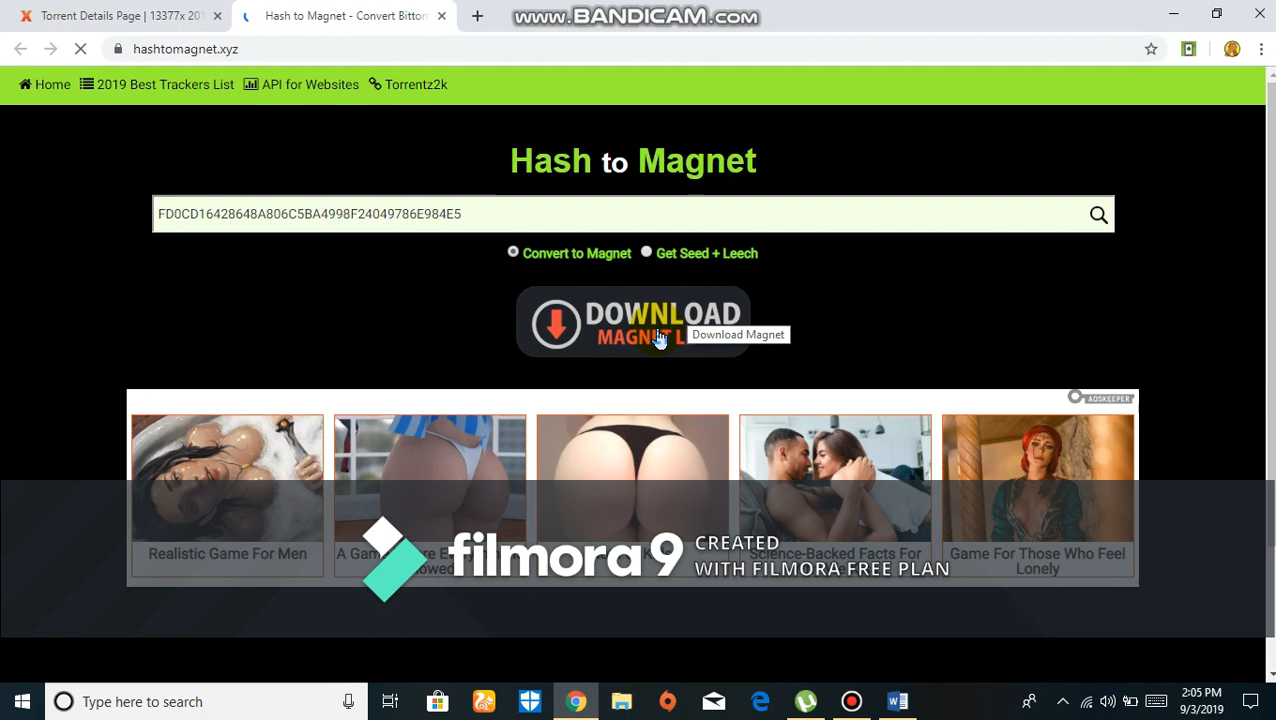 Torrent Details Page | 13377x 201
Hash to Magnet - Convert Bittorr
www.BANDICAM.com
hashtomagnet.xyz
Home
2019 Best Trackers List
API for Websites
Torrentz2k
Hash to Magnet
FD0CD16428648A806C5BA4998F24049786E984E5
Convert to Magnet
Get Seed + Leech
DOWNLOAD
Download Magnet
ADSKEEPER
Realistic Game For Men
Science-Backed Facts For
Game For Those Who Feel
Lonely
filmora9
CREATED
WITH FILMORA FREE PLAN
Type here to search
2:05 PM
9/3/2019